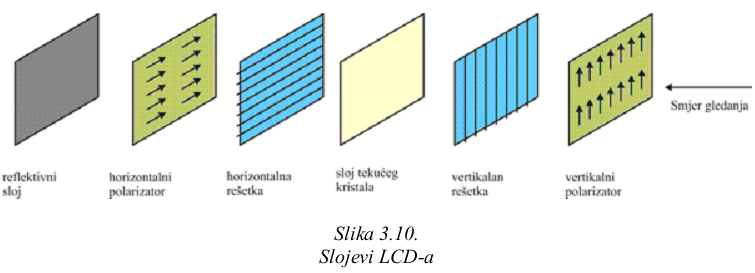 Smjer gledanja
reflektivni
sloj
horizontalni
polarizator
horizontalna
rešetka
sloj tekućeg
kristala
vertikalan
rešetka
vertikalni
polarizator
Slika 3.10.
Slojevi LCD-a